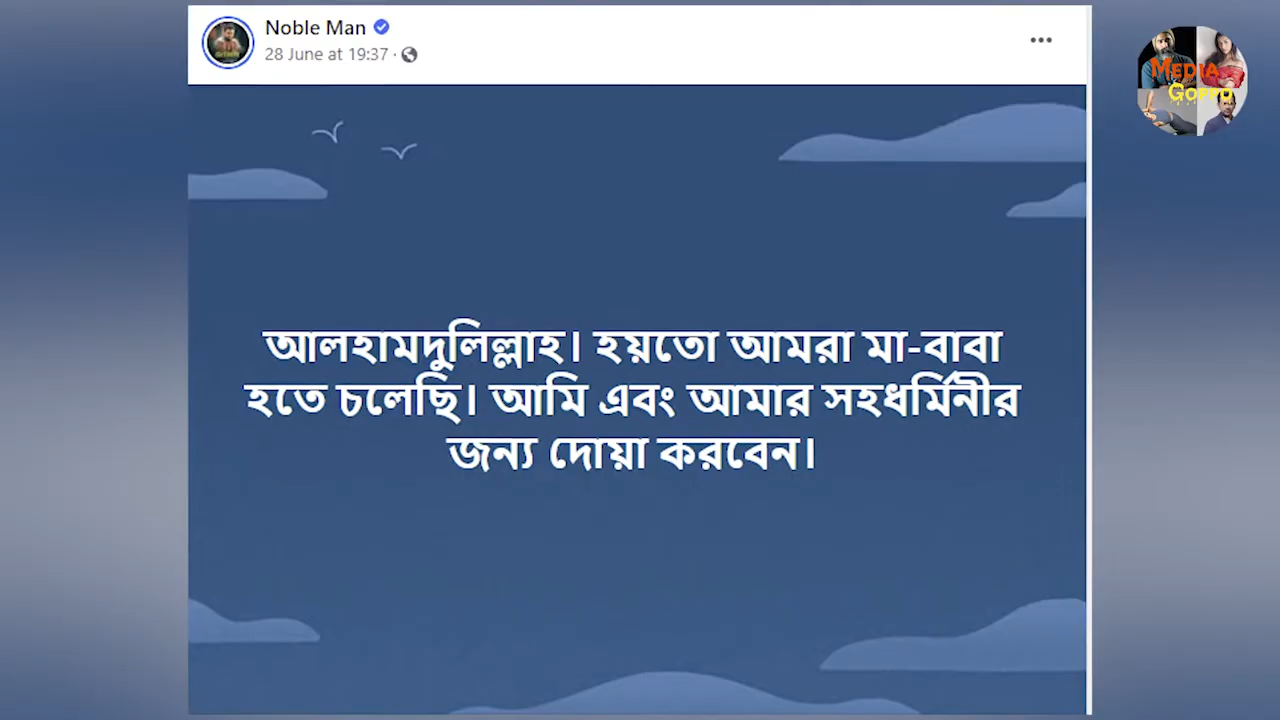 Noble Man
28 June at 19:37 ·
MEDIA
GOPPO
আলহামদুলিল্লাহ। হয়তো আমরা মা-বাবা
হতে চলেছি। আমি এবং আমার সহধর্মিনীর
জন্য দোয়া করবেন।